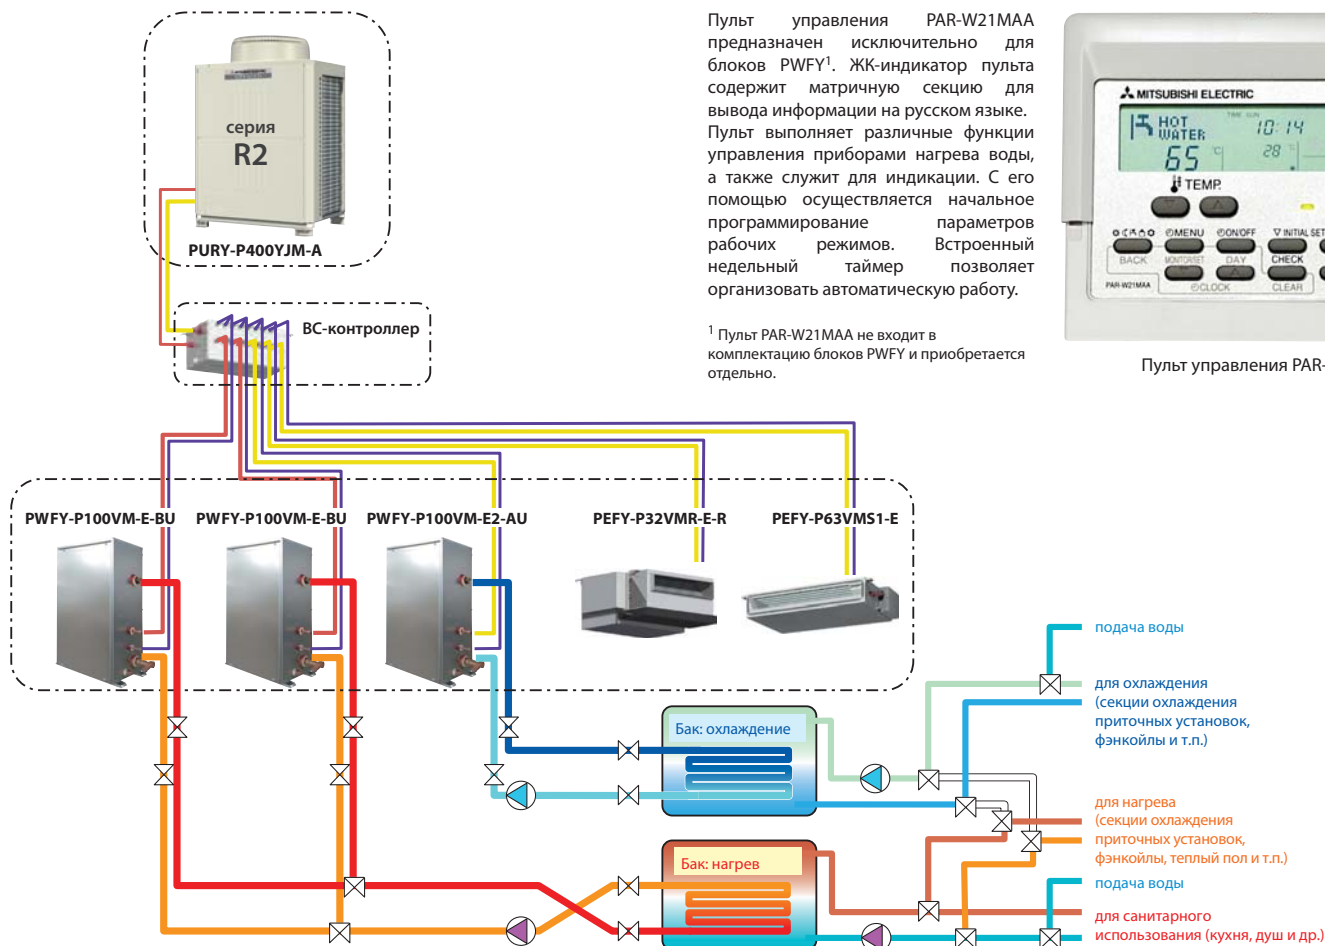 серия
R2
PURY-P400YJM-A
BC-контроллер
Пульт управления PAR-W21MAA
предназначен исключительно для
блоков PWFY1. ЖК-индикатор пульта
содержит матричную секцию для
вывода информации на русском языке.
Пульт выполняет различные функции
управления приборами нагрева воды,
а также служит для индикации. С его
помощью осуществляется начальное
программирование параметров
рабочих режимов. Встроенный
недельный таймер позволяет
организовать автоматическую работу.
1 Пульт PAR-W21MAA не входит в
комплектацию блоков PWFY и приобретается
отдельно.
MITSUBISHI ELECTRIC
HOT
WATER
TIME SUN
10:14
65 °C
28 °C
TEMP.
MENU
ON/OFF
INITIAL SET
BACK
MONITOR/SET
DAY
CHECK
PAR-W21MAA
CLOCK
CLEAR
Пульт управления PAR-
PWFY-P100VM-E-BU
PWFY-P100VM-E-BU
PWFY-P100VM-E2-AU
PEFY-P32VMR-E-R
PEFY-P63VMS1-E
Бак: охлаждение
Бак: нагрев
подача воды
для охлаждения
(секции охлаждения
приточных установок,
фэнкойлы и т.п.)
для нагрева
(секции охлаждения
приточных установок,
фэнкойлы, теплый пол и т.п.)
подача воды
для санитарного
использования (кухня, душ и др.)